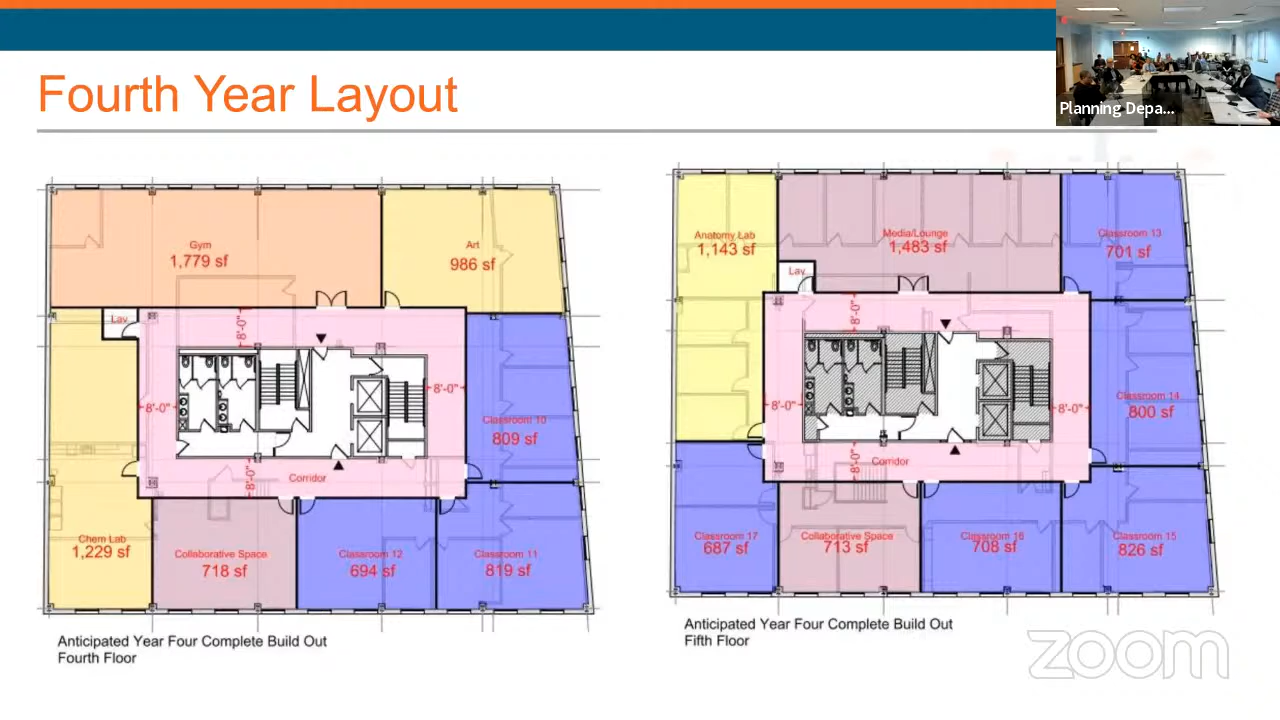 Planning Depa...
Fourth Year Layout
Gym
1,779 sf
Art
986 sf
Lav
8'-0"
8'-0"
8'-0"
8'-0"
Corridor
Classroom 10
809 sf
Chem Lab
1,229 sf
Collaborative Space
718 sf
Classroom 12
694 sf
Classroom 11
819 sf
Anticipated Year Four Complete Build Out
Fourth Floor
Anatomy Lab
1,143 sf
Media/Lounge
1,483 sf
Classroom 13
701 sf
Lav
8'-0"
8'-0"
8'-0"
8'-0"
Corridor
Classroom 14
800 sf
Classroom 17
687 sf
Collaborative Space
713 sf
Classroom 16
708 sf
Classroom 15
826 sf
Anticipated Year Four Complete Build Out
Fifth Floor
zoom